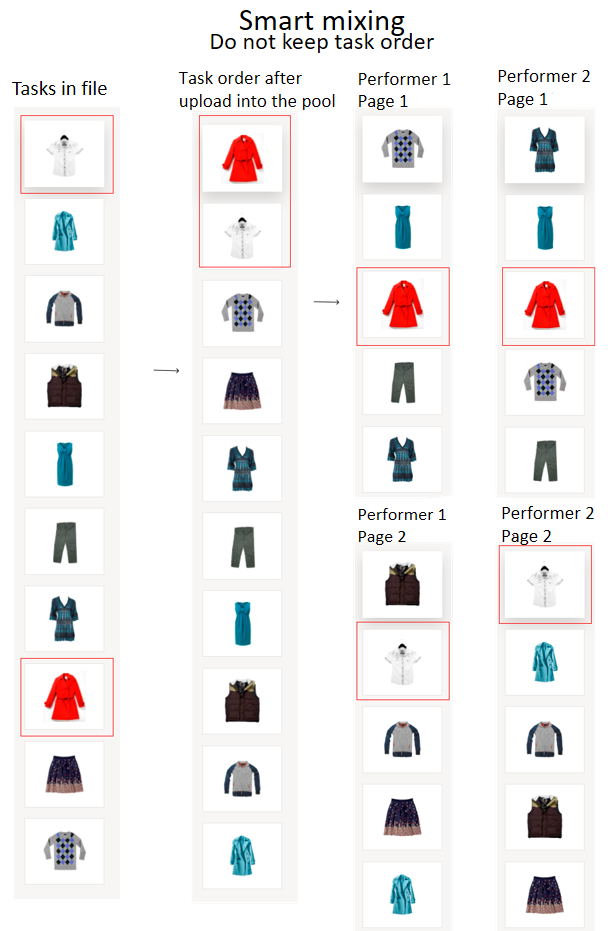 Smart mixing
Do not keep task order
Tasks in file
Task order after
upload into the pool
Performer 1
Page 1
Performer 2
Page 1
Performer 1
Page 2
Performer 2
Page 2